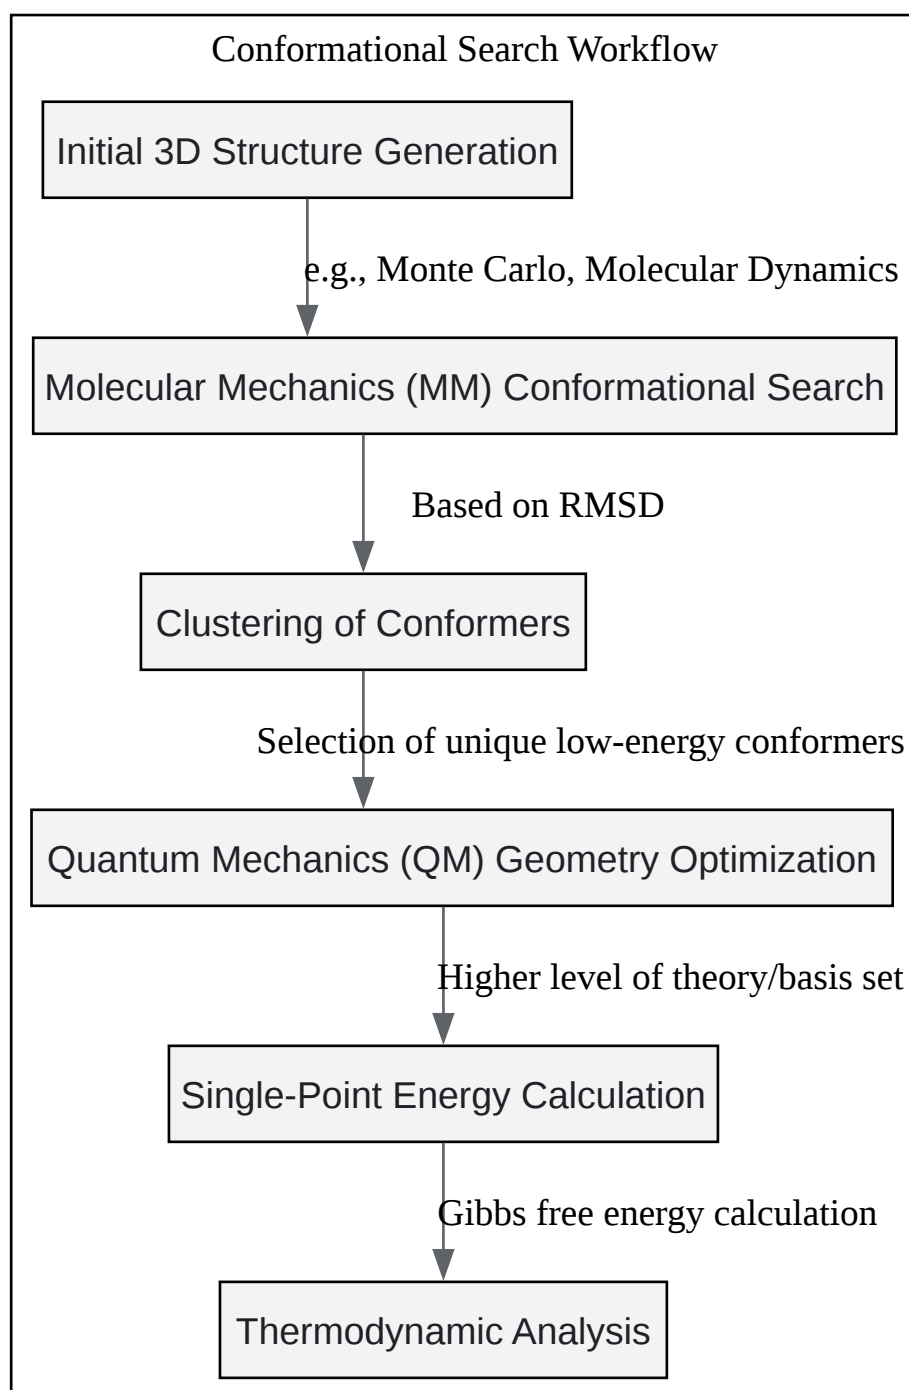 Conformational Search Workflow
Initial 3D Structure Generation
e.g., Monte Carlo, Molecular Dynamics
Molecular Mechanics (MM) Conformational Search
Based on RMSD
Clustering of Conformers
Selection of unique low-energy conformers
Quantum Mechanics (QM) Geometry Optimization
Higher level of theory/basis set
Single-Point Energy Calculation
Gibbs free energy calculation
Thermodynamic Analysis